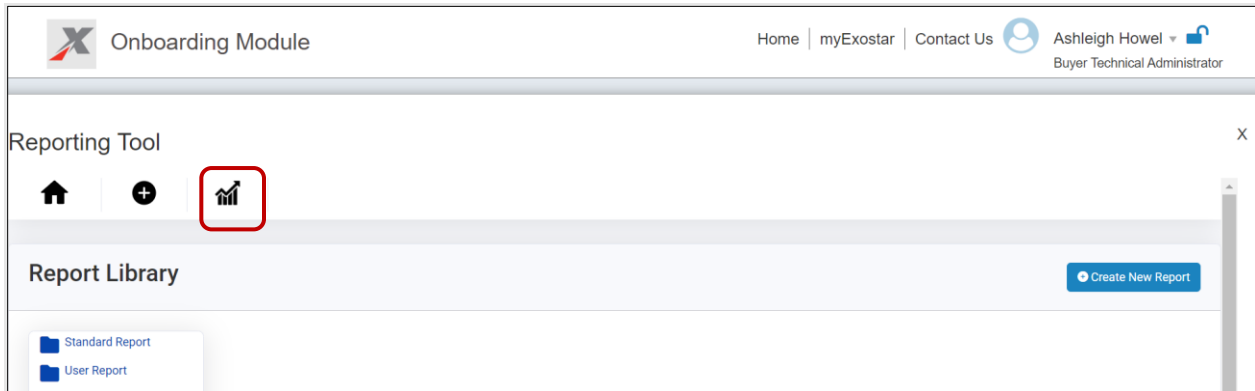 Onboarding Module
Home | myExostar | Contact Us
Ashleigh Howel
Buyer Technical Administrator
Reporting Tool
X
Report Library
Create New Report
Standard Report
User Report